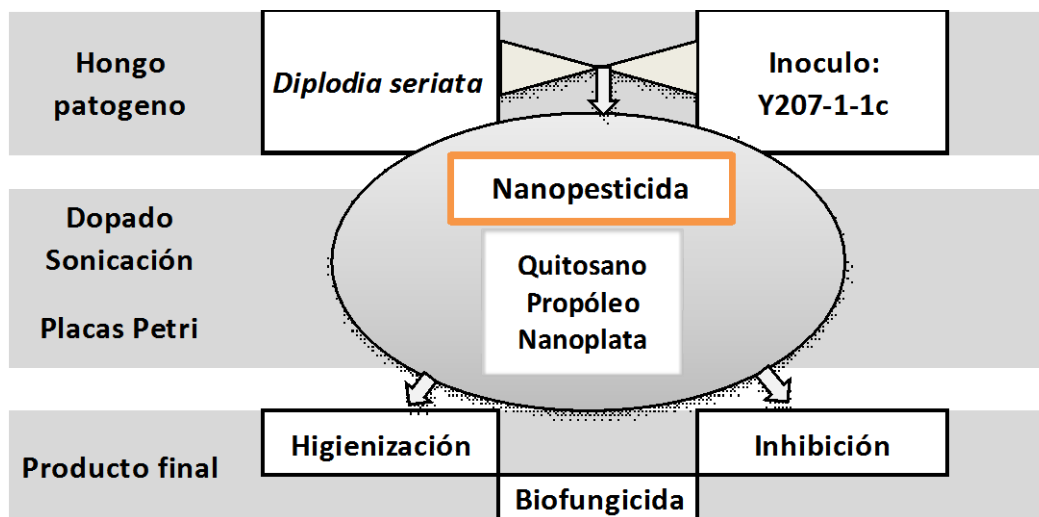 Hongo
patogeno
Diplodia seriata
Inoculo:
Y207-1-1c
Dopado
Sonicación
Placas Petri
Nanopesticida
Quitosano
Propóleo
Nanoplata
Producto final
Higienización
Inhibición
Biofungicida